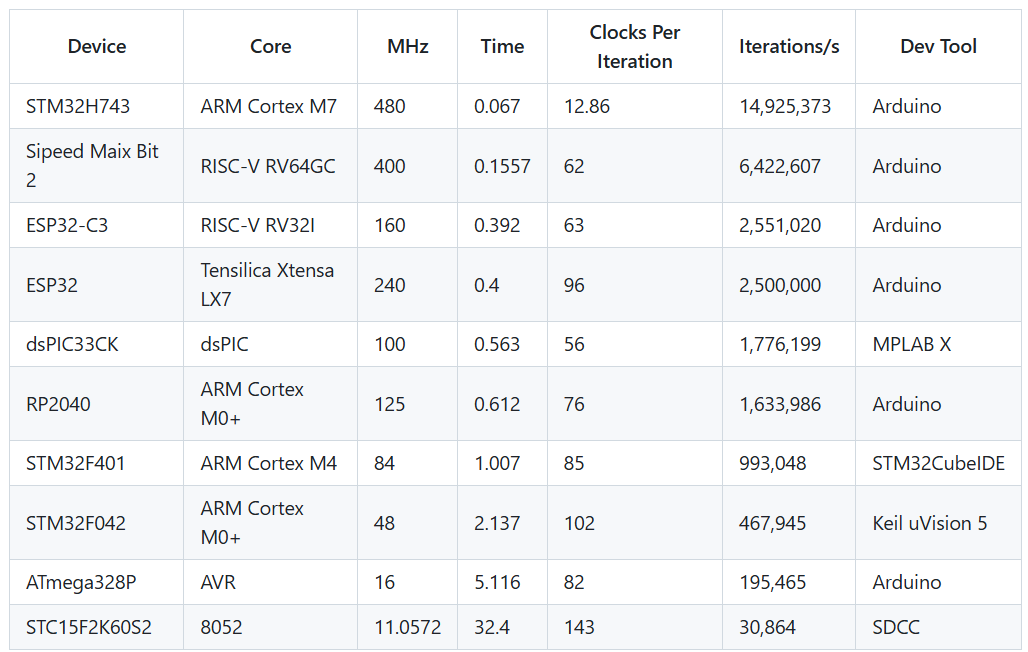 Device Core MHz Time Clocks Per Iteration Iterations/s Dev Tool
STM32H743 ARM Cortex M7 480 0.067 12.86 14,925,373 Arduino
Sipeed Maix Bit 2 RISC-V RV64GC 400 0.1557 62 6,422,607 Arduino
ESP32-C3 RISC-V RV32I 160 0.392 63 2,551,020 Arduino
ESP32 Tensilica Xtensa LX7 240 0.4 96 2,500,000 Arduino
dsPIC33CK dsPIC 100 0.563 56 1,776,199 MPLAB X
RP2040 ARM Cortex M0+ 125 0.612 76 1,633,986 Arduino
STM32F401 ARM Cortex M4 84 1.007 85 993,048 STM32CubeIDE
STM32F042 ARM Cortex M0+ 48 2.137 102 467,945 Keil uVision 5
ATmega328P AVR 16 5.116 82 195,465 Arduino
STC15F2K60S2 8052 11.0572 32.4 143 30,864 SDCC